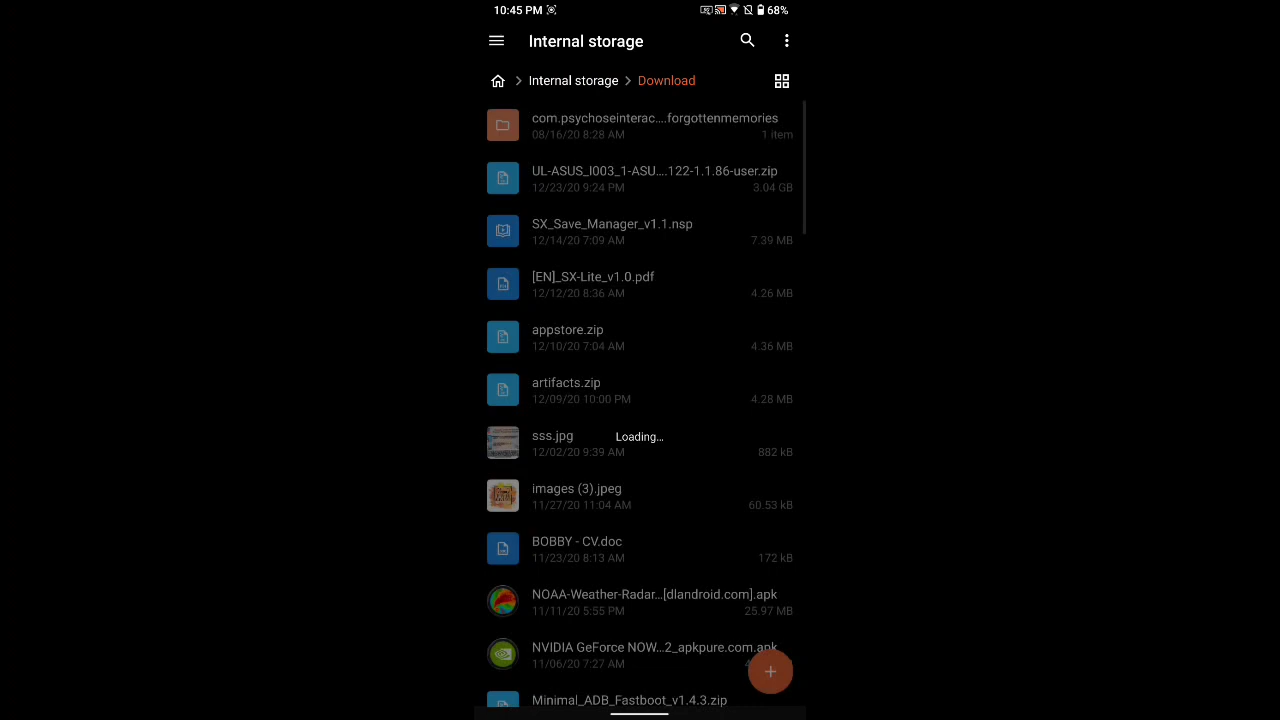 10:45 PM
68%
Internal storage
Internal storage > Download
com.psychoseinterac....forgottenmemories
08/16/20 8:28 AM 1 item
UL-ASUS_I003_1-ASU....122-1.1.86-user.zip
12/23/20 9:24 PM 3.04 GB
SX_Save_Manager_v1.1.nsp
12/14/20 7:09 AM 7.39 MB
[EN]_SX-Lite_v1.0.pdf
12/12/20 8:36 AM 4.26 MB
appstore.zip
12/10/20 7:04 AM 4.36 MB
artifacts.zip
12/09/20 10:00 PM 4.28 MB
sss.jpg
Loading...
12/02/20 9:39 AM 882 kB
images (3).jpeg
11/27/20 11:04 AM 60.53 kB
BOBBY - CV.doc
11/23/20 8:13 AM 172 kB
NOAA-Weather-Radar...[dlandroid.com].apk
11/11/20 5:55 PM 25.97 MB
NVIDIA GeForce NOW...2_apkpure.com.apk
11/06/20 7:27 AM
Minimal_ADB_Fastboot_v1.4.3.zip